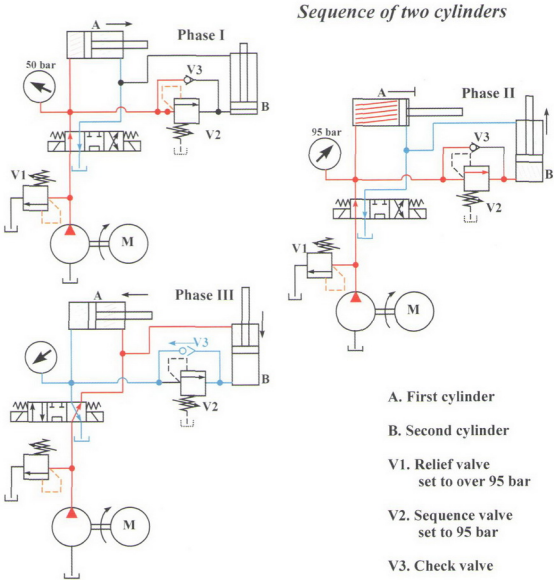 Sequence of two cylinders
A
Phase I
50 bar
V3
B
V2
V1
M
A
Phase II
95 bar
V3
B
V2
V1
M
A
Phase III
V3
B
V2
M
A. First cylinder
B. Second cylinder
V1. Relief valve
set to over 95 bar
V2. Sequence valve
set to 95 bar
V3. Check valve